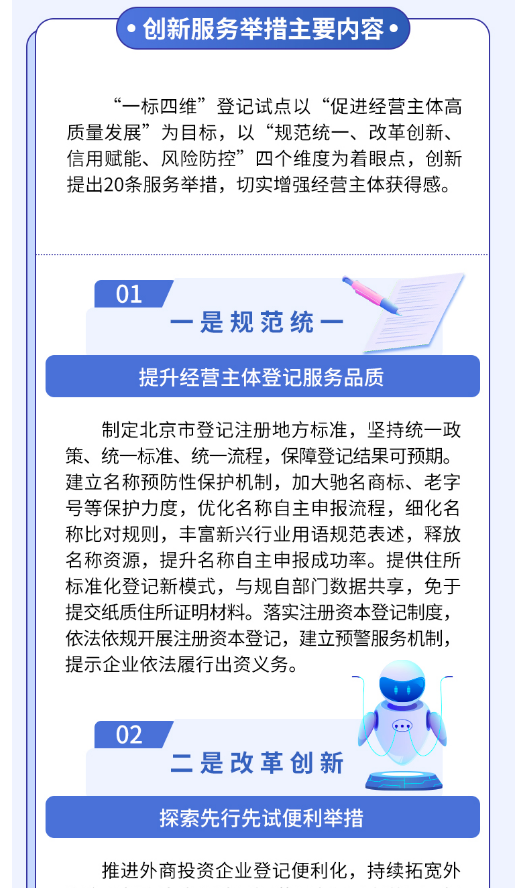 创新服务举措主要内容
“一标四维”登记试点以“促进经营主体高
质量发展”为目标，以“规范统一、改革创新、
信用赋能、风险防控”四个维度为着眼点，创新
提出20条服务举措，切实增强经营主体获得感。
01
一是规范统一
提升经营主体登记服务品质
制定北京市登记注册地方标准，坚持统一政
策、统一标准、统一流程，保障登记结果可预期。
建立名称预防性保护机制，加大驰名商标、老字
号等保护力度，优化名称自主申报流程，细化名
称比对规则，丰富新兴行业用语规范表述，释放
名称资源，提升名称自主申报成功率。提供住所
标准化登记新模式，与规自部门数据共享，免于
提交纸质住所证明材料。落实注册资本登记制度，
依法依规开展注册资本登记，建立预警服务机制，
提示企业依法履行出资义务。
02
二是改革创新
探索先行先试便利举措
推进外商投资企业登记便利化，持续拓宽外